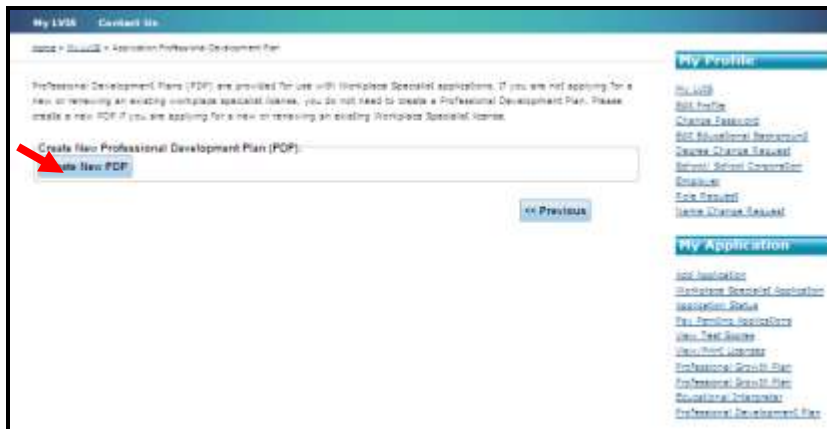 My LVIS Contact Us
Home » My LVIS » Application Professional Development Plan
Professional Development Plans (PDP) are provided for use with Workplace Specialist applications. If you are not applying for a
new or renewing an existing workplace specialist license, you do not need to create a Professional Development Plan. Please
create a new PDP if you are applying for a new or renewing an existing Workplace Specialist license.
Create New Professional Development Plan (PDP):
Create New PDP
<< Previous
My Profile
My LVIS
Edit Profile
Change Password
Edit Educational Background
Degree Change Request
School/ School Corporation
Employer
Role Request
Name Change Request
My Application
Add Application
Workplace Specialist Application
Application Status
Pay Pending Applications
View Test Scores
View/Print Licenses
Professional Growth Plan
Professional Growth Plan
Educational Interpreter
Professional Development Plan